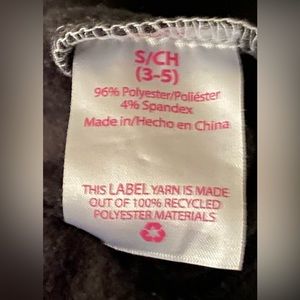 S/CH
(3-5)
96% Polyester/Poliéster
4% Spandex
Made in/Hecho en China
THIS LABEL YARN IS MADE
OUT OF 100% RECYCLED
POLYESTER MATERIALS